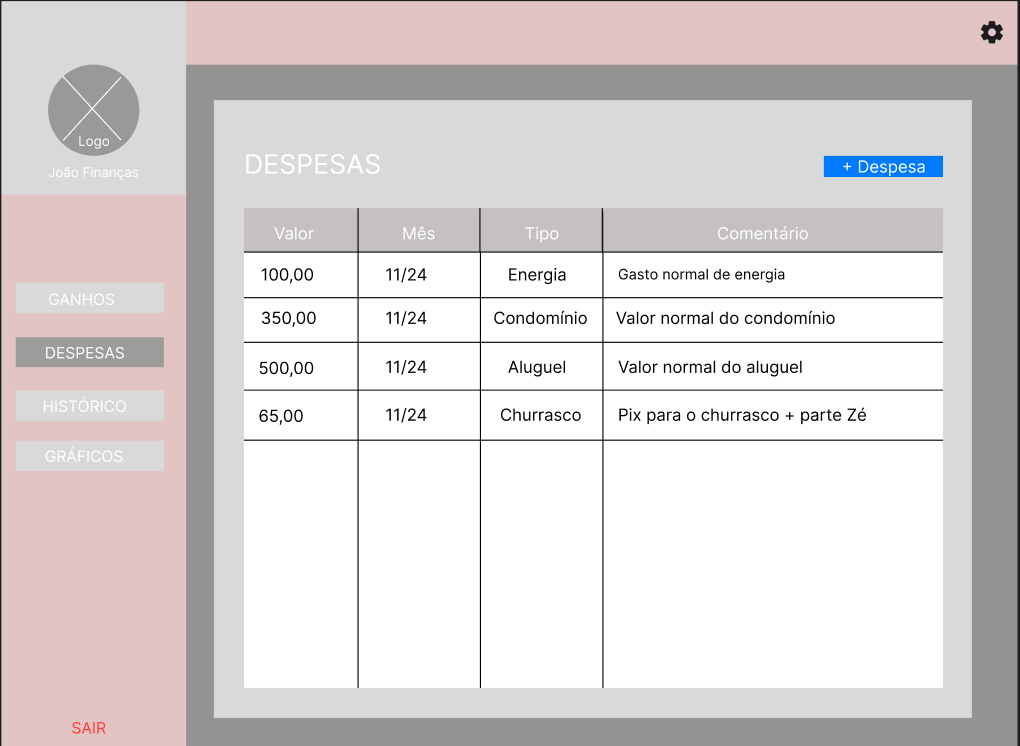 Logo
João Finanças
GANHOS
DESPESAS
HISTÓRICO
GRÁFICOS
SAIR
DESPESAS
+ Despesa
Valor Mês Tipo Comentário
100,00 11/24 Energia Gasto normal de energia
350,00 11/24 Condomínio Valor normal do condomínio
500,00 11/24 Aluguel Valor normal do aluguel
65,00 11/24 Churrasco Pix para o churrasco + parte Zé